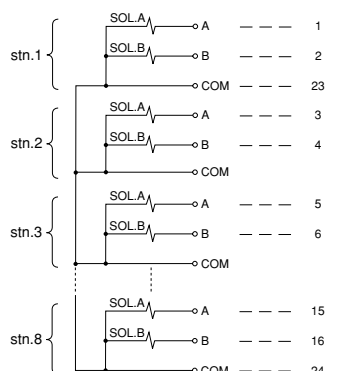 SOL.A A — — — 1
stn.1 SOL.B B — — — 2
COM — — — 23
SOL.A A — — — 3
stn.2 SOL.B B — — — 4
COM
SOL.A A — — — 5
stn.3 SOL.B B — — — 6
COM
SOL.A A — — — 15
stn.8 SOL.B B — — — 16
COM — — — 24